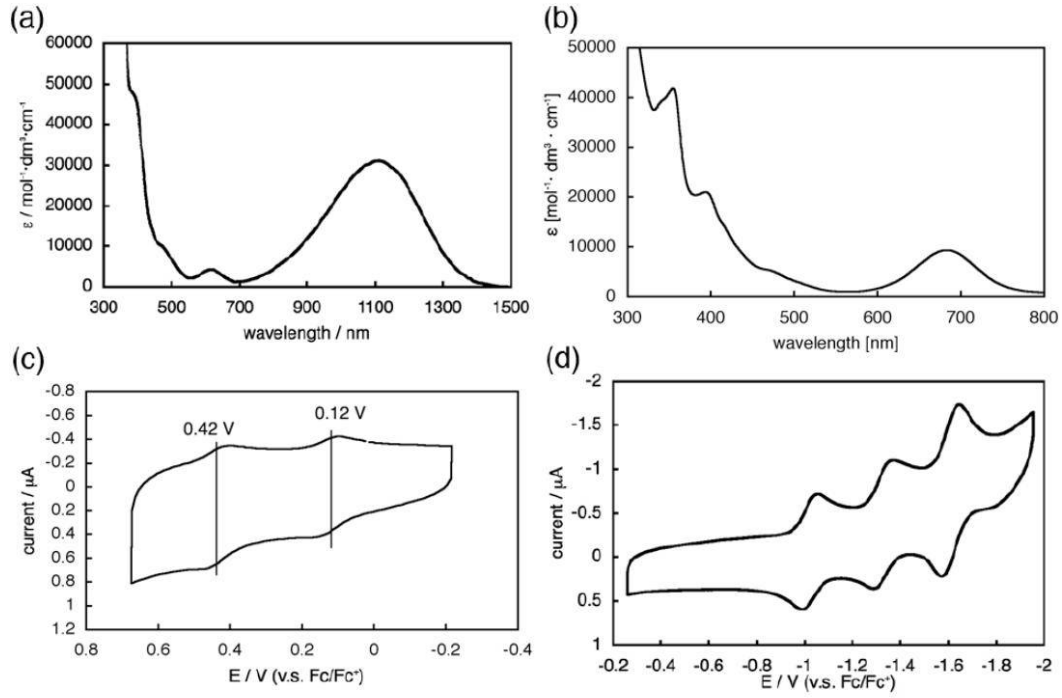 (a)
60000
50000
40000
30000
20000
10000
0
ε / mol⁻¹·dm³·cm⁻¹
300 500 700 900 1100 1300 1500
wavelength / nm
(b)
50000
40000
30000
20000
10000
0
ε [mol⁻¹· dm³ · cm⁻¹]
300 400 500 600 700 800
wavelength [nm]
(c)
-0.8
-0.6
-0.4
-0.2
0
0.2
0.4
0.6
0.8
1
1.2
current / μA
0.42 V
0.12 V
0.8 0.6 0.4 0.2 0 -0.2 -0.4
E / V (v.s. Fc/Fc⁺)
(d)
-2
-1.5
-1
-0.5
0
0.5
1
current / μA
-0.2 -0.4 -0.6 -0.8 -1 -1.2 -1.4 -1.6 -1.8 -2
E / V (v.s. Fc/Fc⁺)